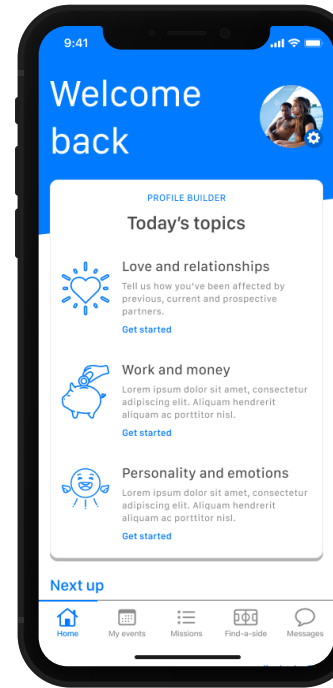 9:41
Welcome
back
PROFILE BUILDER
Today's topics
Love and relationships
Tell us how you've been affected by
previous, current and prospective
partners.
Get started
Work and money
Lorem ipsum dolor sit amet, consectetur
adipiscing elit. Aliquam hendrerit
aliquam ac porttitor nisl.
Get started
Personality and emotions
Lorem ipsum dolor sit amet, consectetur
adipiscing elit. Aliquam hendrerit
aliquam ac porttitor nisl.
Get started
Next up
Home My events Missions Find-a-side Messages